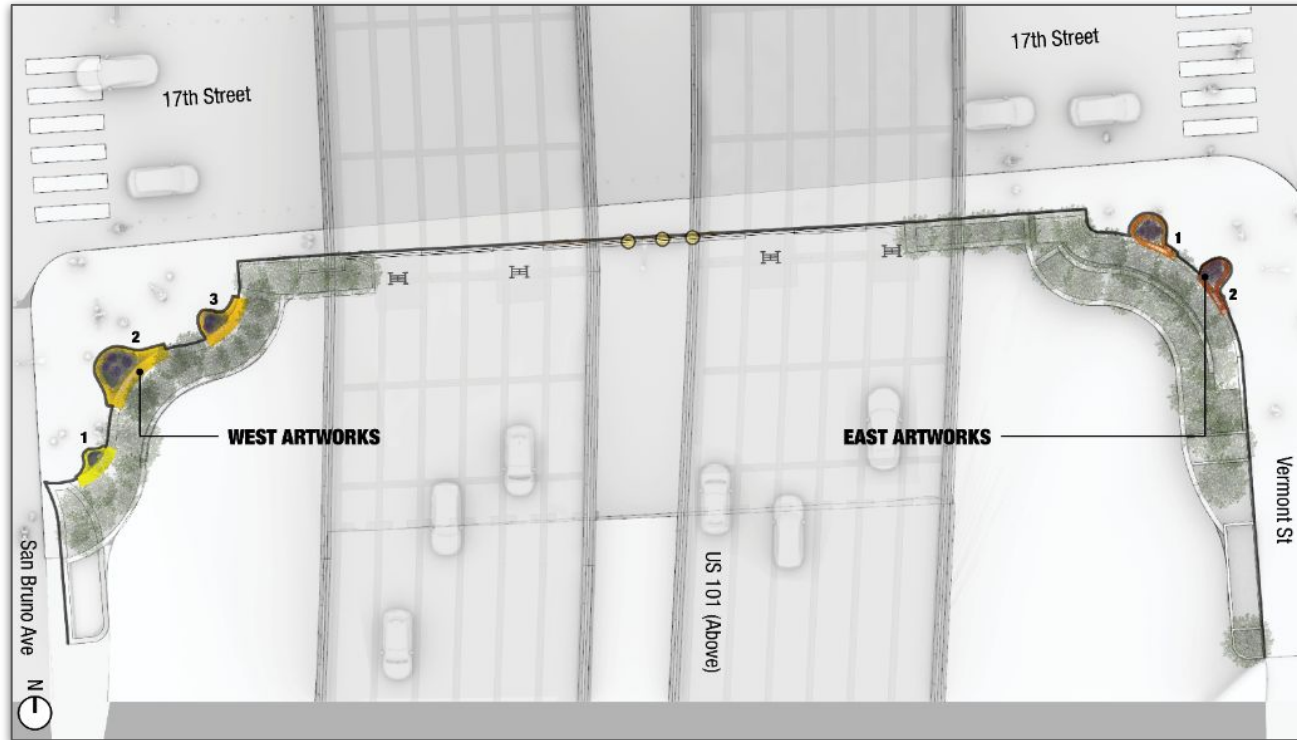 17th Street
17th Street
1
2
3
2
1
WEST ARTWORKS
EAST ARTWORKS
San Bruno Ave
US 101 (Above)
Vermont St
N